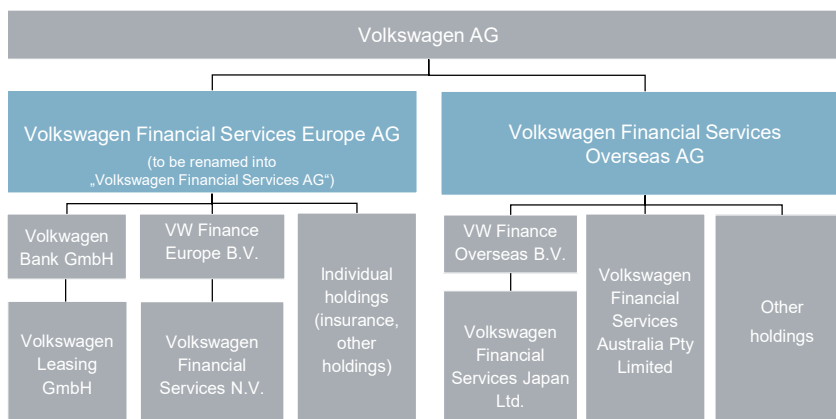 Volkswagen AG
Volkswagen Financial Services Europe AG
(to be renamed into
„Volkswagen Financial Services AG“)
Volkswagen Financial Services
Overseas AG
Volkwagen
Bank GmbH
VW Finance
Europe B.V.
Individual
holdings
(insurance,
other
holdings)
VW Finance
Overseas B.V.
Volkswagen
Financial
Services
Australia Pty
Limited
Other
holdings
Volkswagen
Leasing
GmbH
Volkswagen
Financial
Services N.V.
Volkswagen
Financial
Services Japan
Ltd.